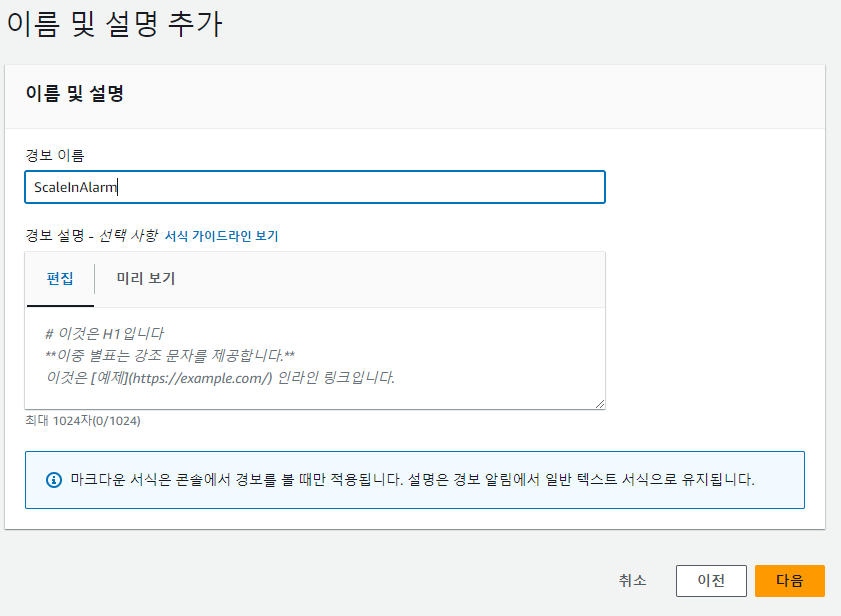 이름 및 설명 추가
이름 및 설명
경보 이름
ScaleInAlarm
경보 설명 - 선택 사항 서식 가이드라인 보기
편집 미리 보기
# 이것은 H1입니다
**이중 별표는 강조 문자를 제공합니다.**
이것은 [예제](https://example.com/) 인라인 링크입니다.
최대 1024자(0/1024)
마크다운 서식은 콘솔에서 경보를 볼 때만 적용됩니다. 설명은 경보 알림에서 일반 텍스트 서식으로 유지됩니다.
취소 이전 다음